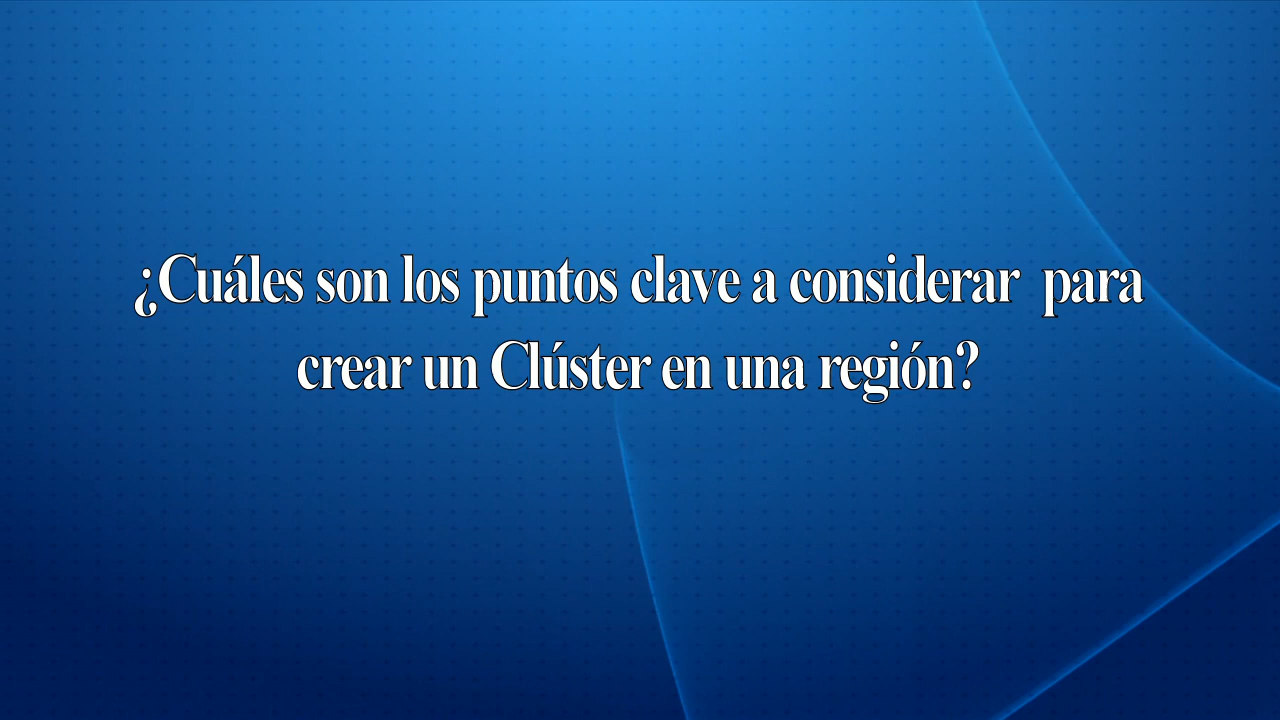 ¿Cuáles son los puntos clave a considerar  para
crear un Clúster en una región?